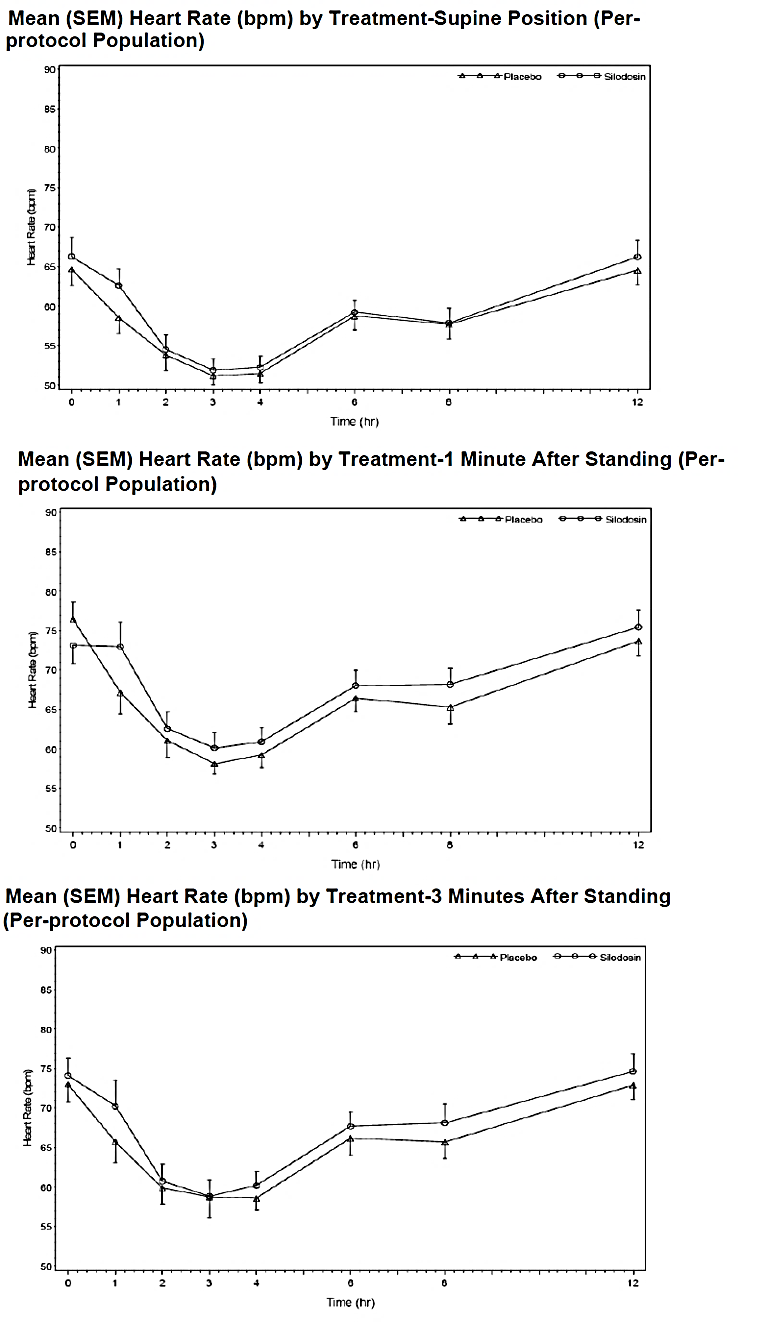 Mean (SEM) Heart Rate (bpm) by Treatment-Supine Position (Per-
protocol Population)
Placebo Silodosin
90
85
80
75
70
65
60
55
50
Heart Rate (bpm)
0 1 2 3 4 6 8 12
Time (hr)
Mean (SEM) Heart Rate (bpm) by Treatment-1 Minute After Standing (Per-
protocol Population)
Placebo Silodosin
90
85
80
75
70
65
60
55
50
Heart Rate (bpm)
0 1 2 3 4 6 8 12
Time (hr)
Mean (SEM) Heart Rate (bpm) by Treatment-3 Minutes After Standing
(Per-protocol Population)
Placebo Silodosin
90
85
80
75
70
65
60
55
50
Heart Rate (bpm)
0 1 2 3 4 6 8 12
Time (hr)